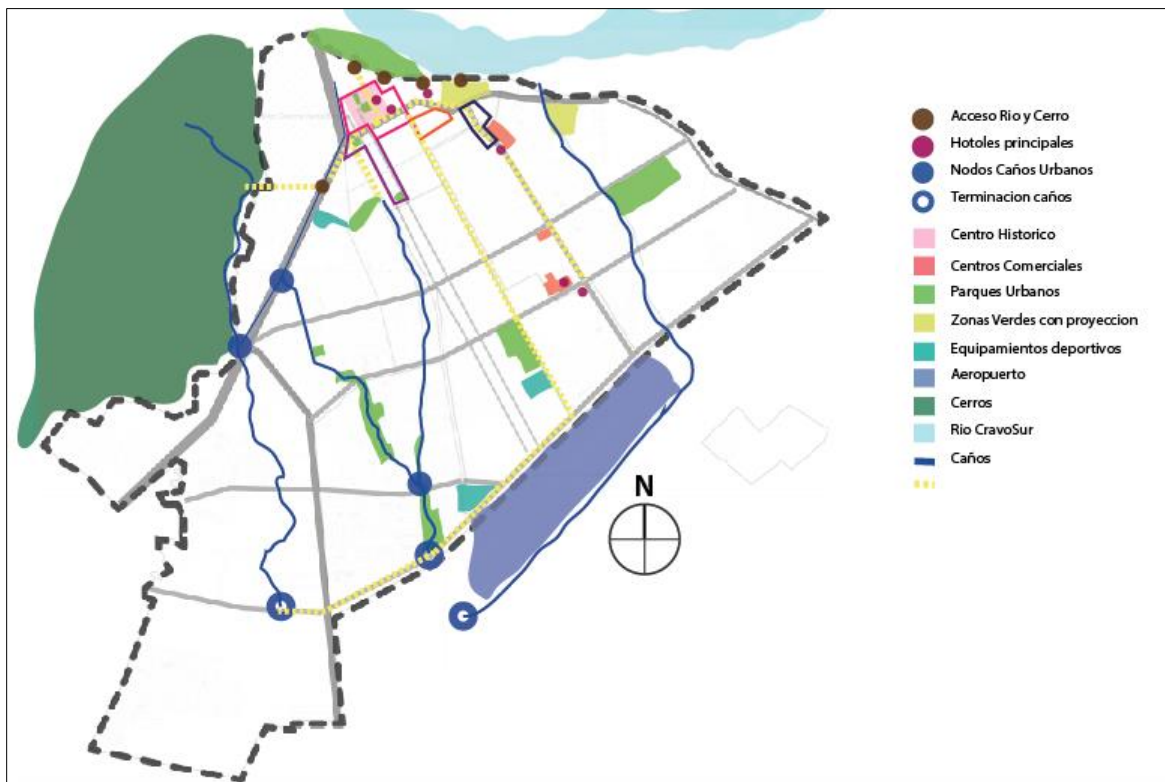 Acceso Rio y Cerro
Hotoles principales
Nodos Caños Urbanos
Terminacion caños
Centro Historico
Centros Comerciales
Parques Urbanos
Zonas Verdes con proyeccion
Equipamientos deportivos
Aeropuerto
Cerros
Rio CravoSur
Caños
N